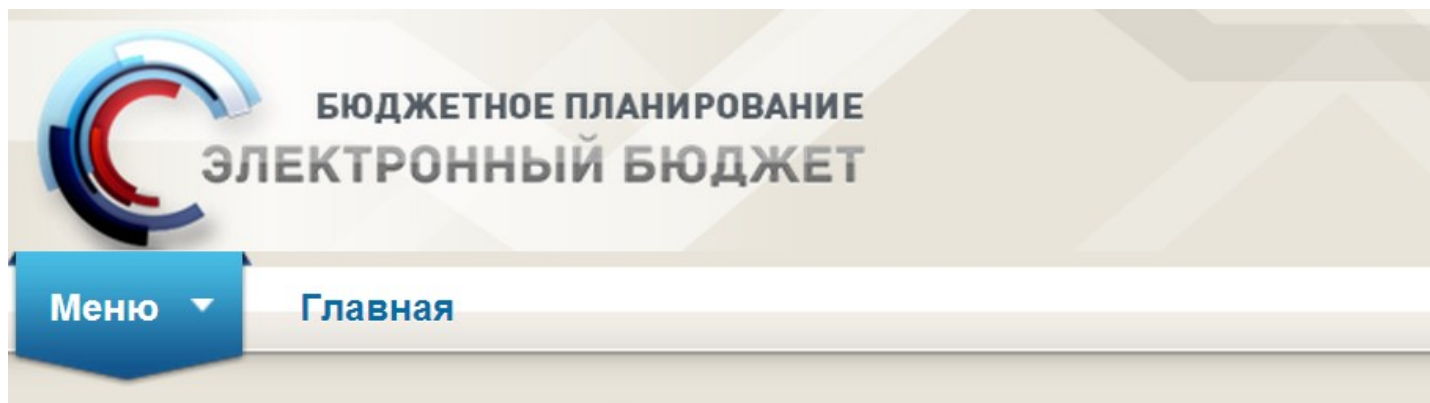 БЮДЖЕТНОЕ ПЛАНИРОВАНИЕ
ЭЛЕКТРОННЫЙ БЮДЖЕТ
Меню Главная